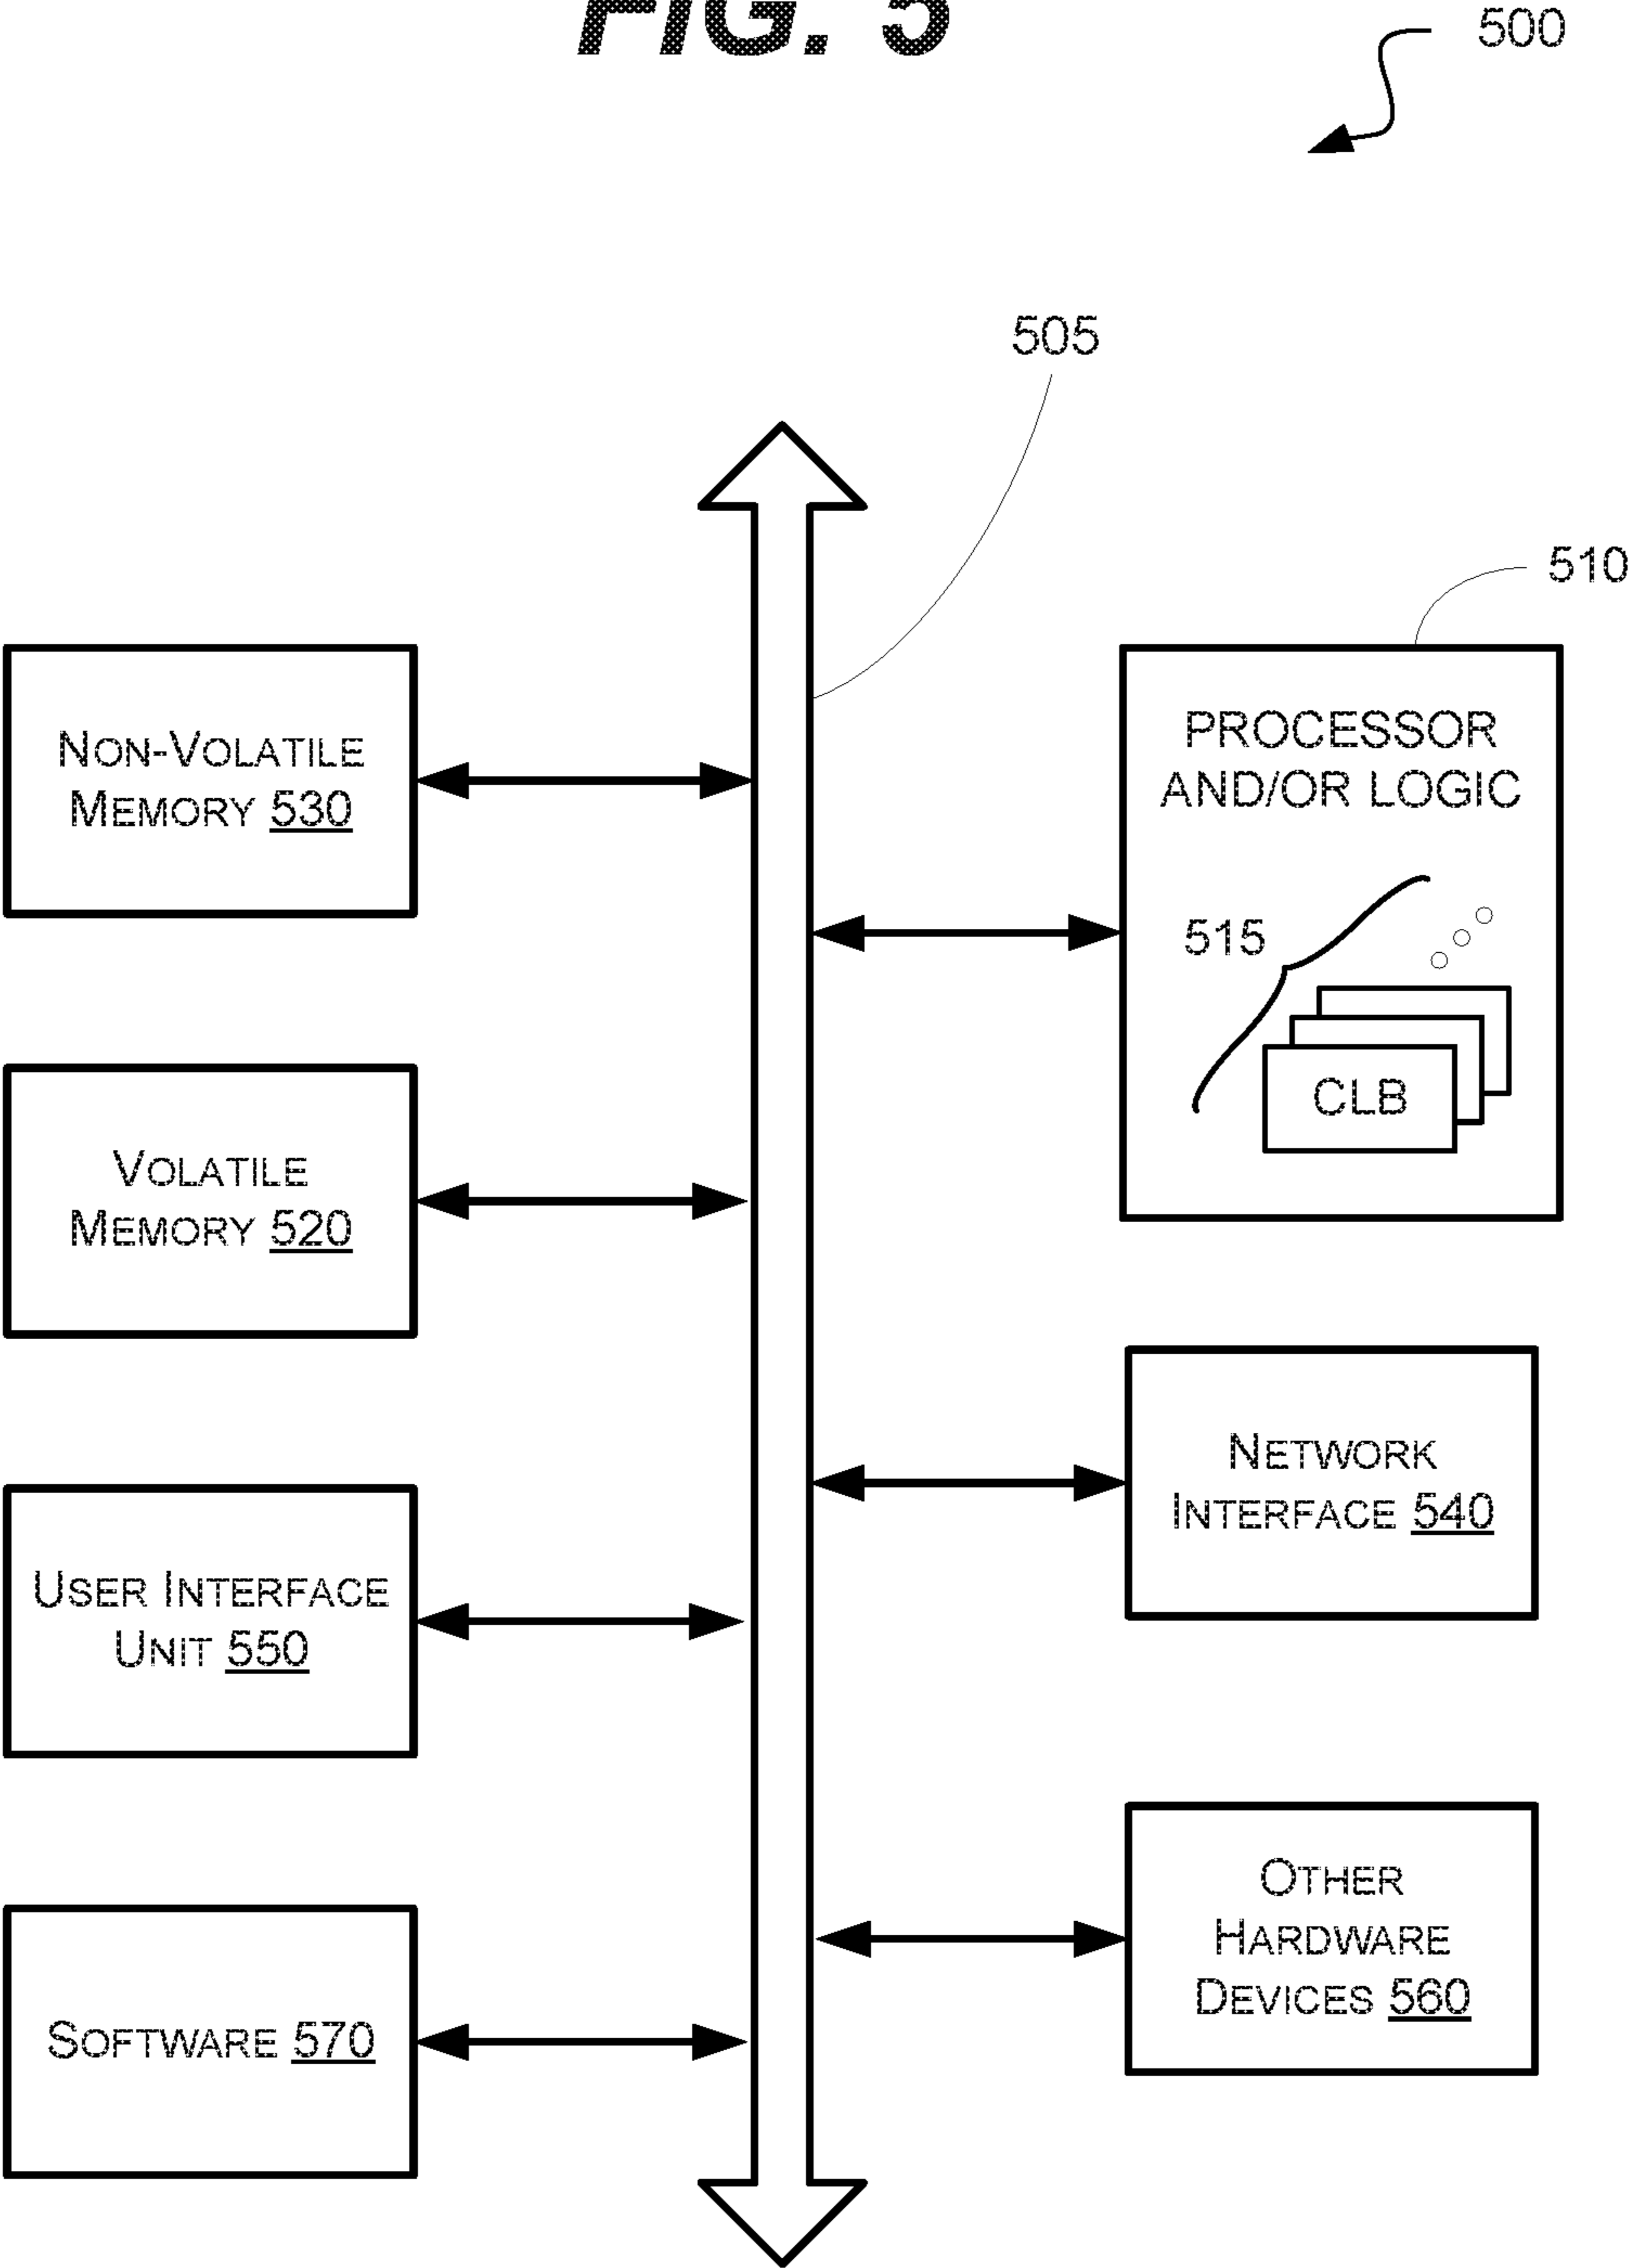 FIG. 5
500
505
510
NON-VOLATILE
MEMORY 530
PROCESSOR
AND/OR LOGIC
515
CLB
VOLATILE
MEMORY 520
NETWORK
INTERFACE 540
USER INTERFACE
UNIT 550
OTHER
HARDWARE
DEVICES 560
SOFTWARE 570